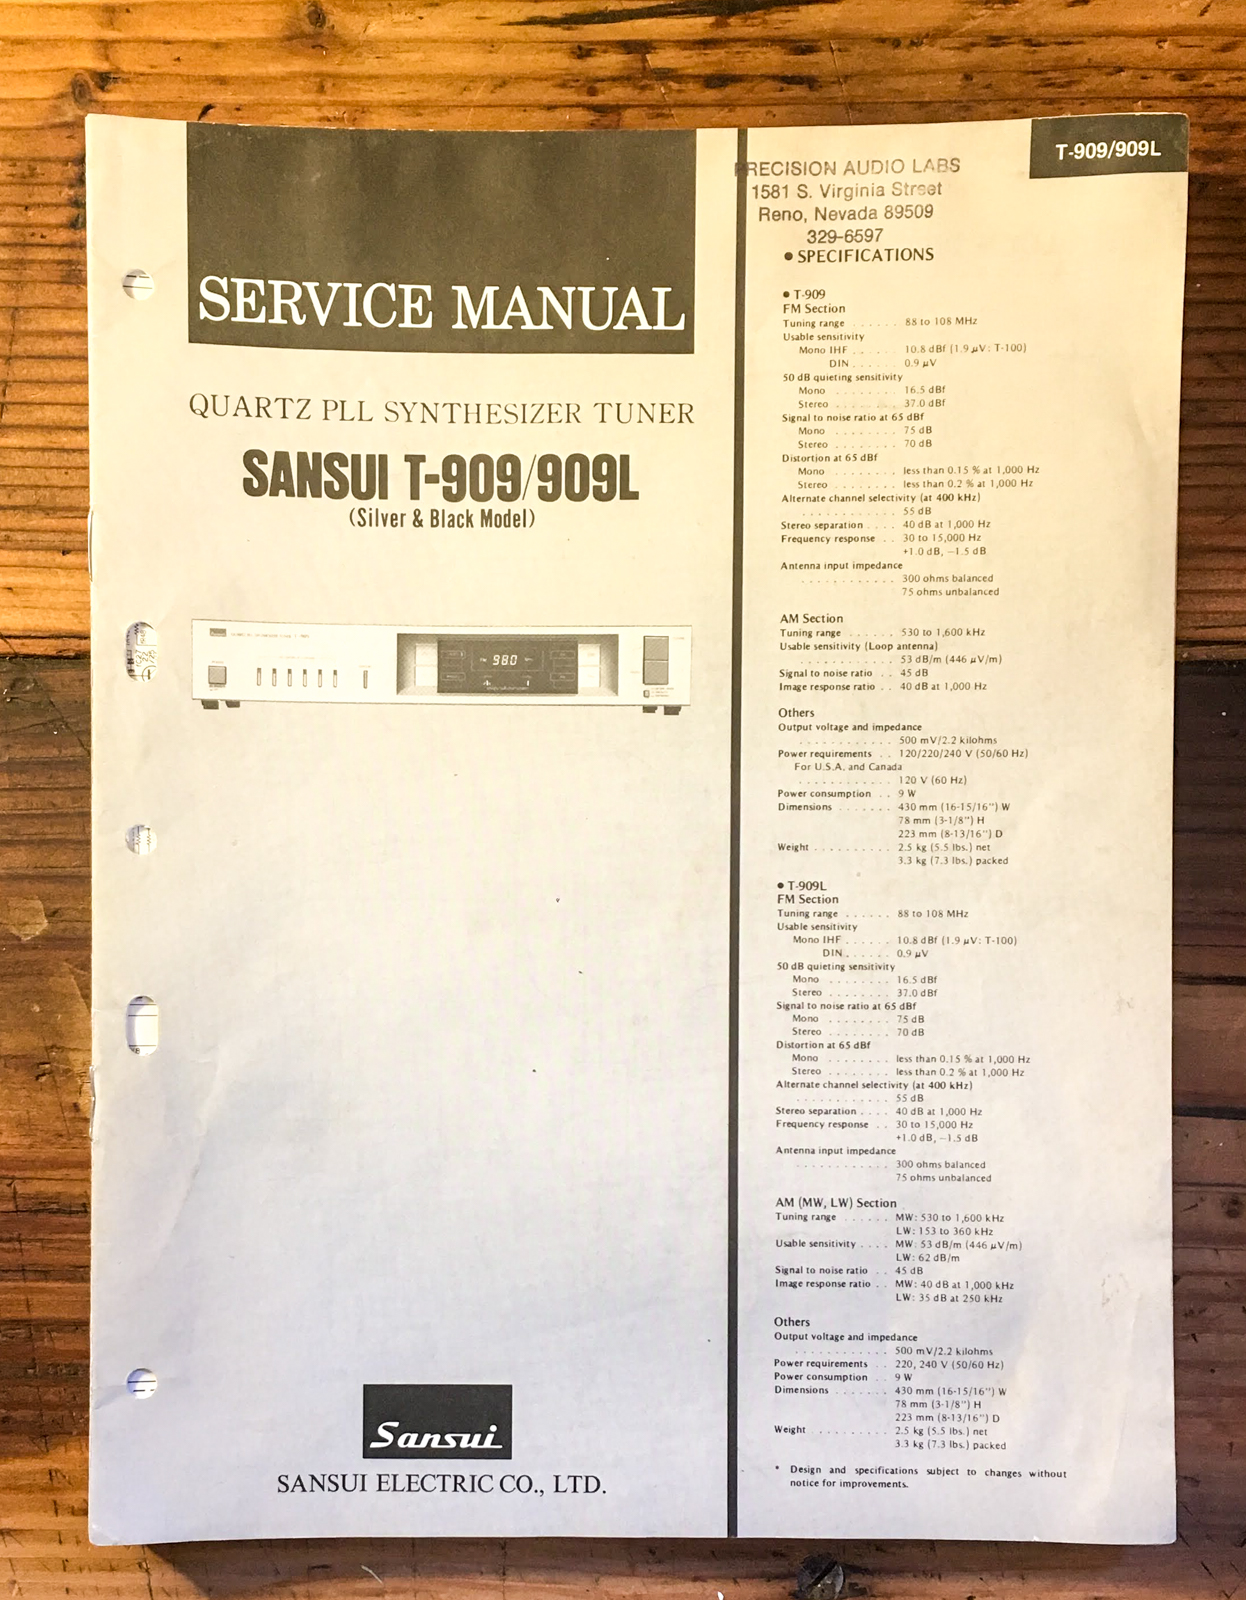 SERVICE MANUAL
QUARTZ PLL SYNTHESIZER TUNER
SANSUI T-909/909L
(Silver & Black Model)
980
Sansui
SANSUI ELECTRIC CO., LTD.
T-909/909L
PRECISION AUDIO LABS
1581 S. Virginia Street
Reno, Nevada 89509
329-6597
● SPECIFICATIONS
● T-909
FM Section
Tuning range . . . . . . 88 to 108 MHz
Usable sensitivity
Mono IHF . . . . . . 10.8 dBf (1.9 μV: T-100)
DIN . . . . . . 0.9 μV
50 dB quieting sensitivity
Mono . . . . . . . . 16.5 dBf
Stereo . . . . . . . . 37.0 dBf
Signal to noise ratio at 65 dBf
Mono . . . . . . . . 75 dB
Stereo . . . . . . . . 70 dB
Distortion at 65 dBf
Mono . . . . . . . . less than 0.15 % at 1,000 Hz
Stereo . . . . . . . . less than 0.2 % at 1,000 Hz
Alternate channel selectivity (at 400 kHz)
. . . . . . . . . . . . 55 dB
Stereo separation . . . . 40 dB at 1,000 Hz
Frequency response . . 30 to 15,000 Hz
+1.0 dB, −1.5 dB
Antenna input impedance
. . . . . . . . . . . . 300 ohms balanced
75 ohms unbalanced
AM Section
Tuning range . . . . . . 530 to 1,600 kHz
Usable sensitivity (Loop antenna)
. . . . . . . . . . . . 53 dB/m (446 μV/m)
Signal to noise ratio . . 45 dB
Image response ratio . . 40 dB at 1,000 Hz
Others
Output voltage and impedance
. . . . . . . . . . . . 500 mV/2.2 kilohms
Power requirements . . 120/220/240 V (50/60 Hz)
For U.S.A. and Canada
. . . . . . . . . . . . 120 V (60 Hz)
Power consumption . . 9 W
Dimensions . . . . . . . 430 mm (16-15/16") W
78 mm (3-1/8") H
223 mm (8-13/16") D
Weight . . . . . . . . . . 2.5 kg (5.5 lbs.) net
3.3 kg (7.3 lbs.) packed
● T-909L
FM Section
Tuning range . . . . . . 88 to 108 MHz
Usable sensitivity
Mono IHF . . . . . . 10.8 dBf (1.9 μV: T-100)
DIN . . . . . . 0.9 μV
50 dB quieting sensitivity
Mono . . . . . . . . 16.5 dBf
Stereo . . . . . . . . 37.0 dBf
Signal to noise ratio at 65 dBf
Mono . . . . . . . . 75 dB
Stereo . . . . . . . . 70 dB
Distortion at 65 dBf
Mono . . . . . . . . less than 0.15 % at 1,000 Hz
Stereo . . . . . . . . less than 0.2 % at 1,000 Hz
Alternate channel selectivity (at 400 kHz)
. . . . . . . . . . . . 55 dB
Stereo separation . . . . 40 dB at 1,000 Hz
Frequency response . . 30 to 15,000 Hz
+1.0 dB, −1.5 dB
Antenna input impedance
. . . . . . . . . . . . 300 ohms balanced
75 ohms unbalanced
AM (MW, LW) Section
Tuning range . . . . . . MW: 530 to 1,600 kHz
LW: 153 to 360 kHz
Usable sensitivity . . . . MW: 53 dB/m (446 μV/m)
LW: 62 dB/m
Signal to noise ratio . . 45 dB
Image response ratio . . MW: 40 dB at 1,000 kHz
LW: 35 dB at 250 kHz
Others
Output voltage and impedance
. . . . . . . . . . . . 500 mV/2.2 kilohms
Power requirements . . 220, 240 V (50/60 Hz)
Power consumption . . 9 W
Dimensions . . . . . . . 430 mm (16-15/16") W
78 mm (3-1/8") H
223 mm (8-13/16") D
Weight . . . . . . . . . . 2.5 kg (5.5 lbs.) net
3.3 kg (7.3 lbs.) packed
* Design and specifications subject to changes without
notice for improvements.